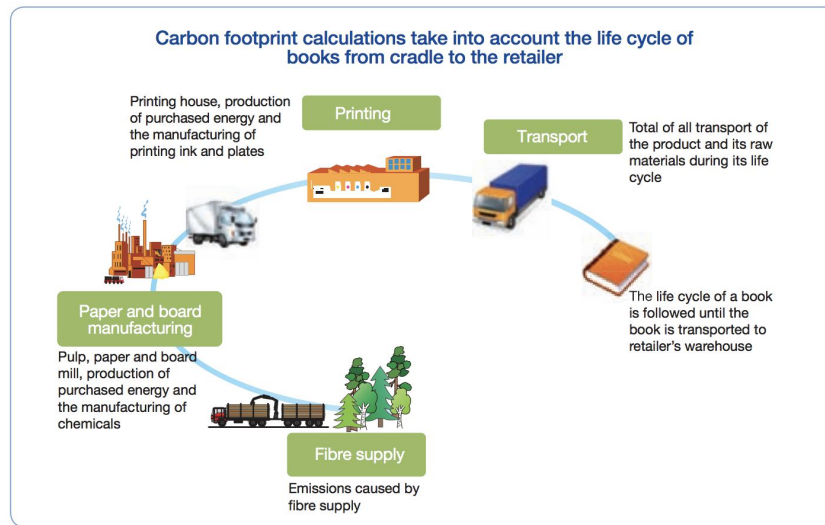 Carbon footprint calculations take into account the life cycle of
books from cradle to the retailer
Printing house, production
of purchased energy and
the manufacturing of
printing ink and plates
Printing
Transport
Total of all transport of
the product and its raw
materials during its life
cycle
The life cycle of a book
is followed until the
book is transported to
retailer's warehouse
Paper and board
manufacturing
Pulp, paper and board
mill, production of
purchased energy and
the manufacturing of
chemicals
Fibre supply
Emissions caused by
fibre supply